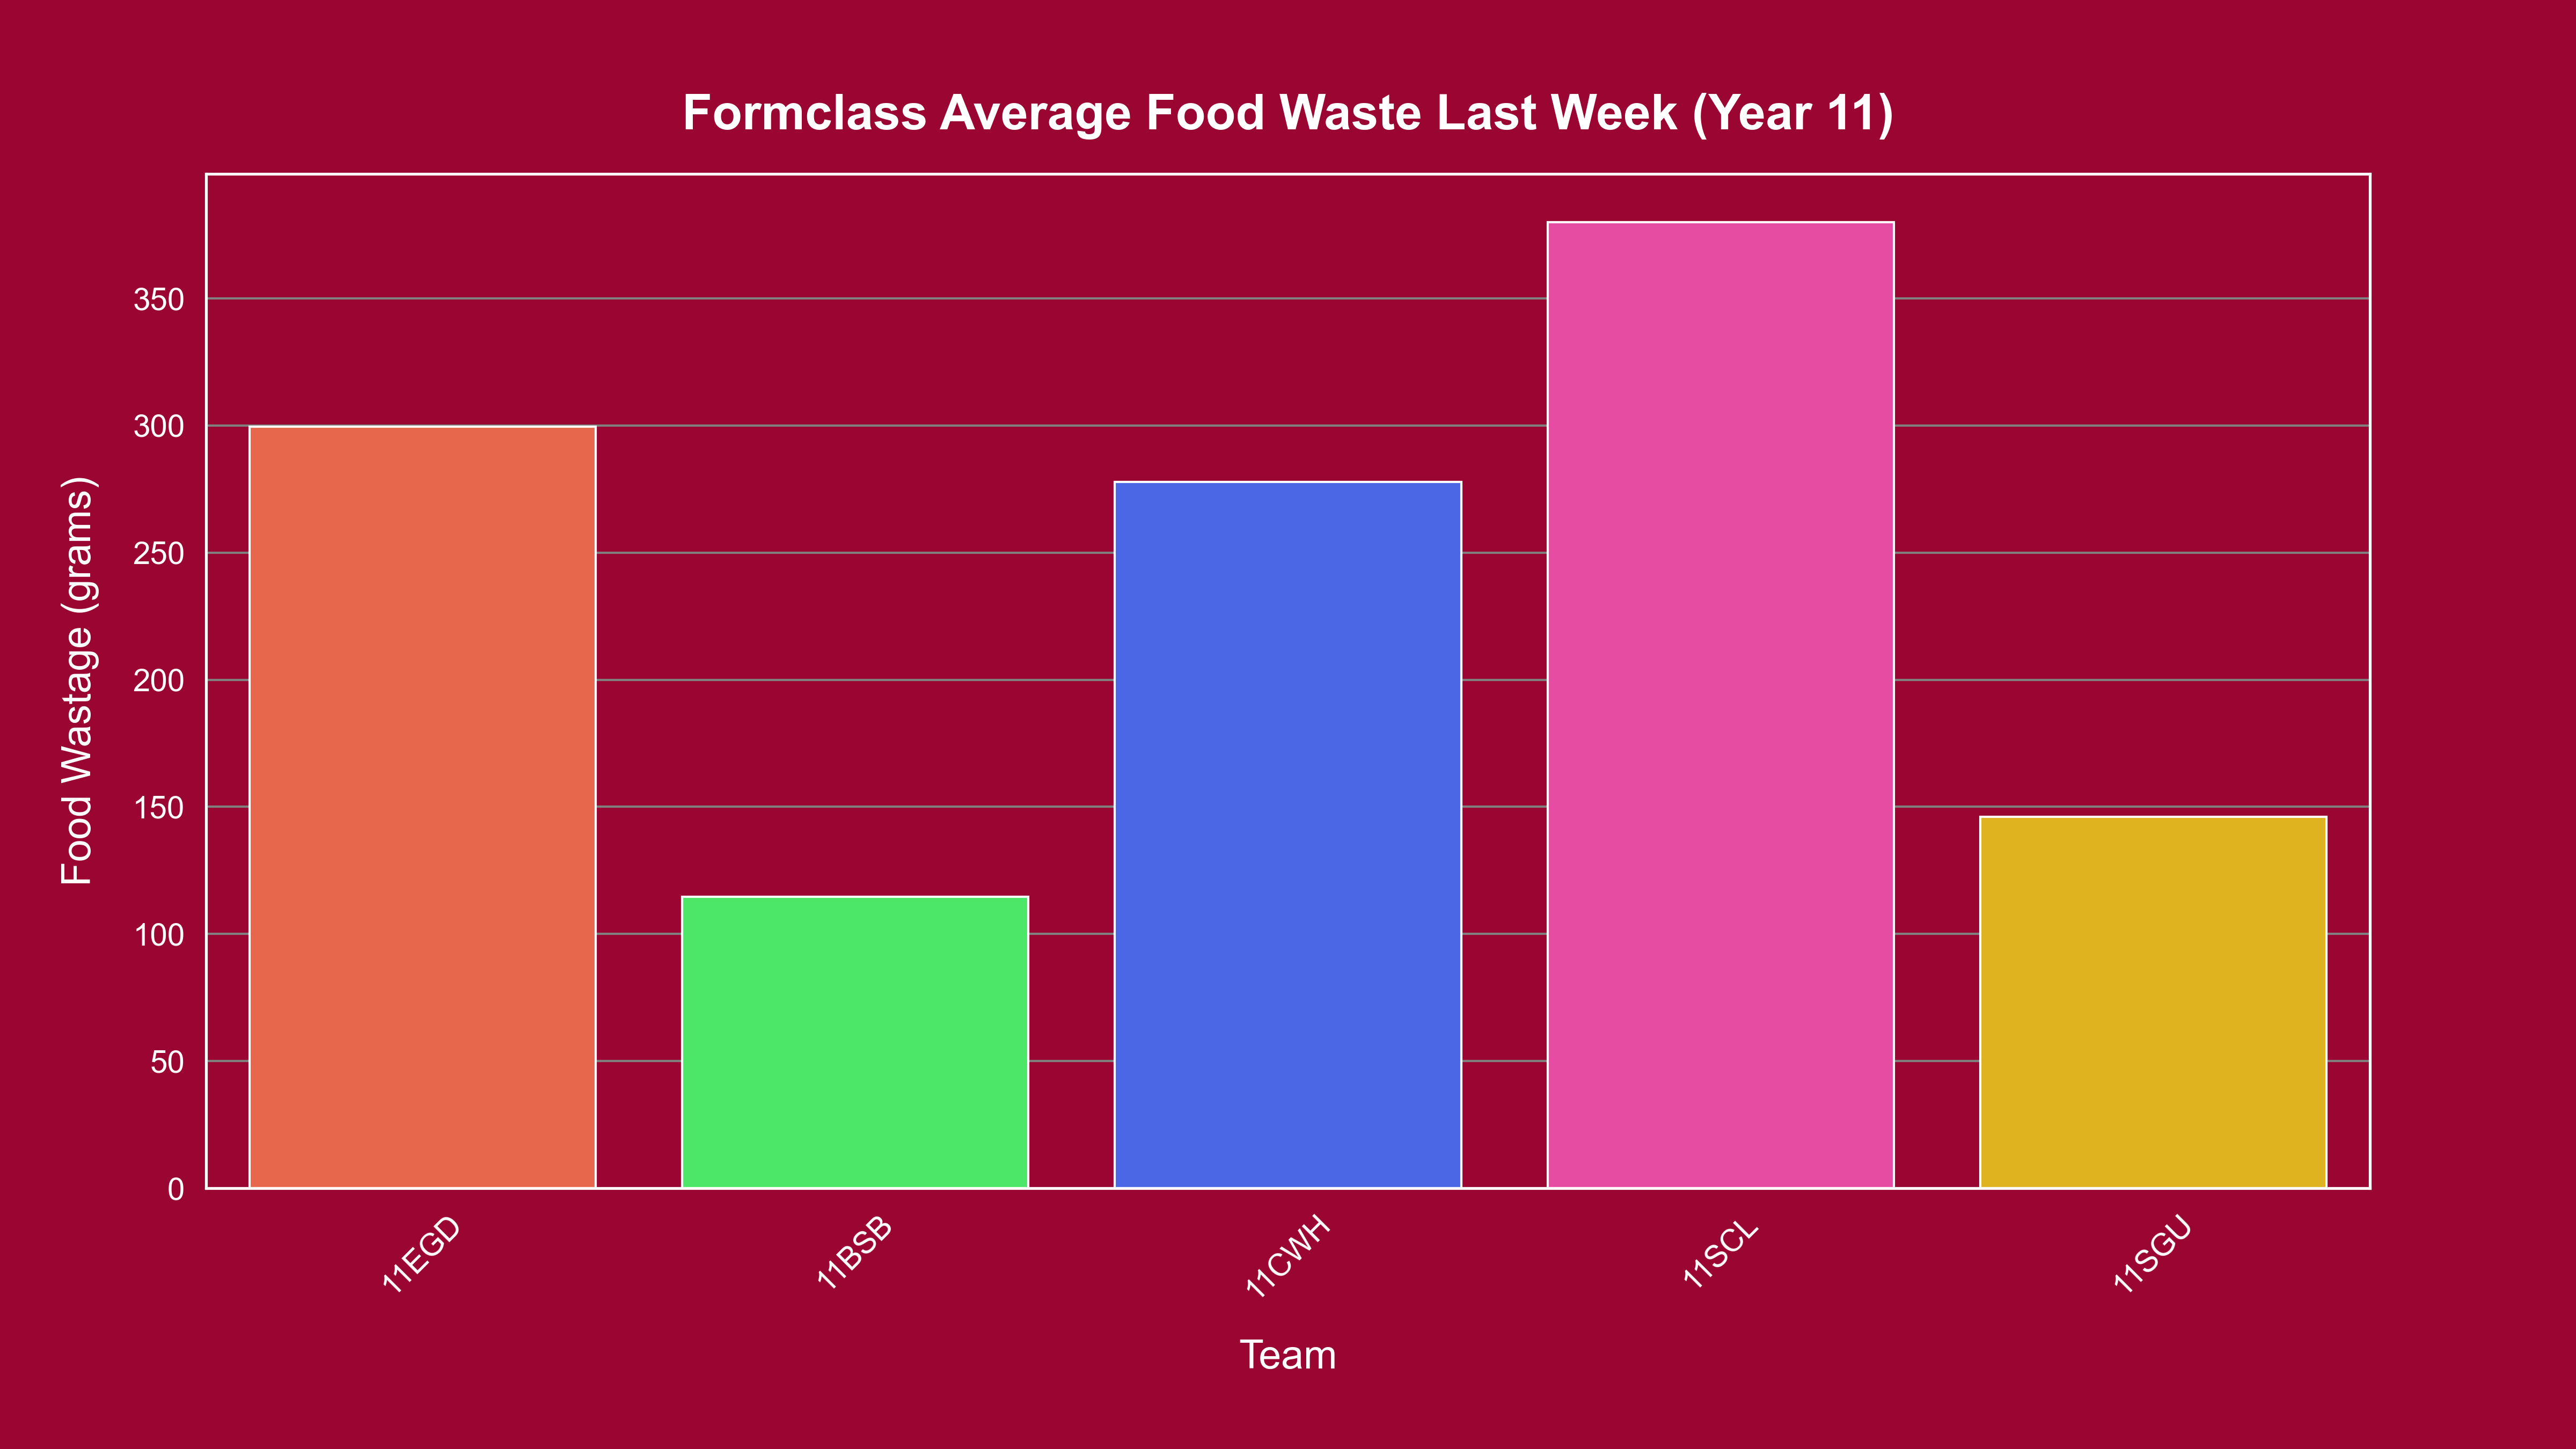 Formclass Average Food Waste Last Week (Year 11)
Food Wastage (grams)
350
300
250
200
150
100
50
0
11EGD
11BSB
11CWH
11SCL
11SGU
Team